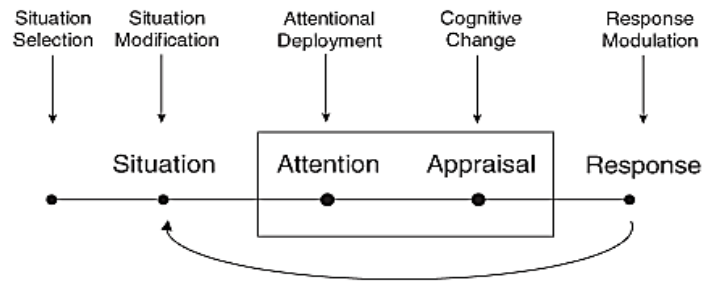 Situation Selection
Situation Modification
Attentional Deployment
Cognitive Change
Response Modulation
Situation
Attention
Appraisal
Response